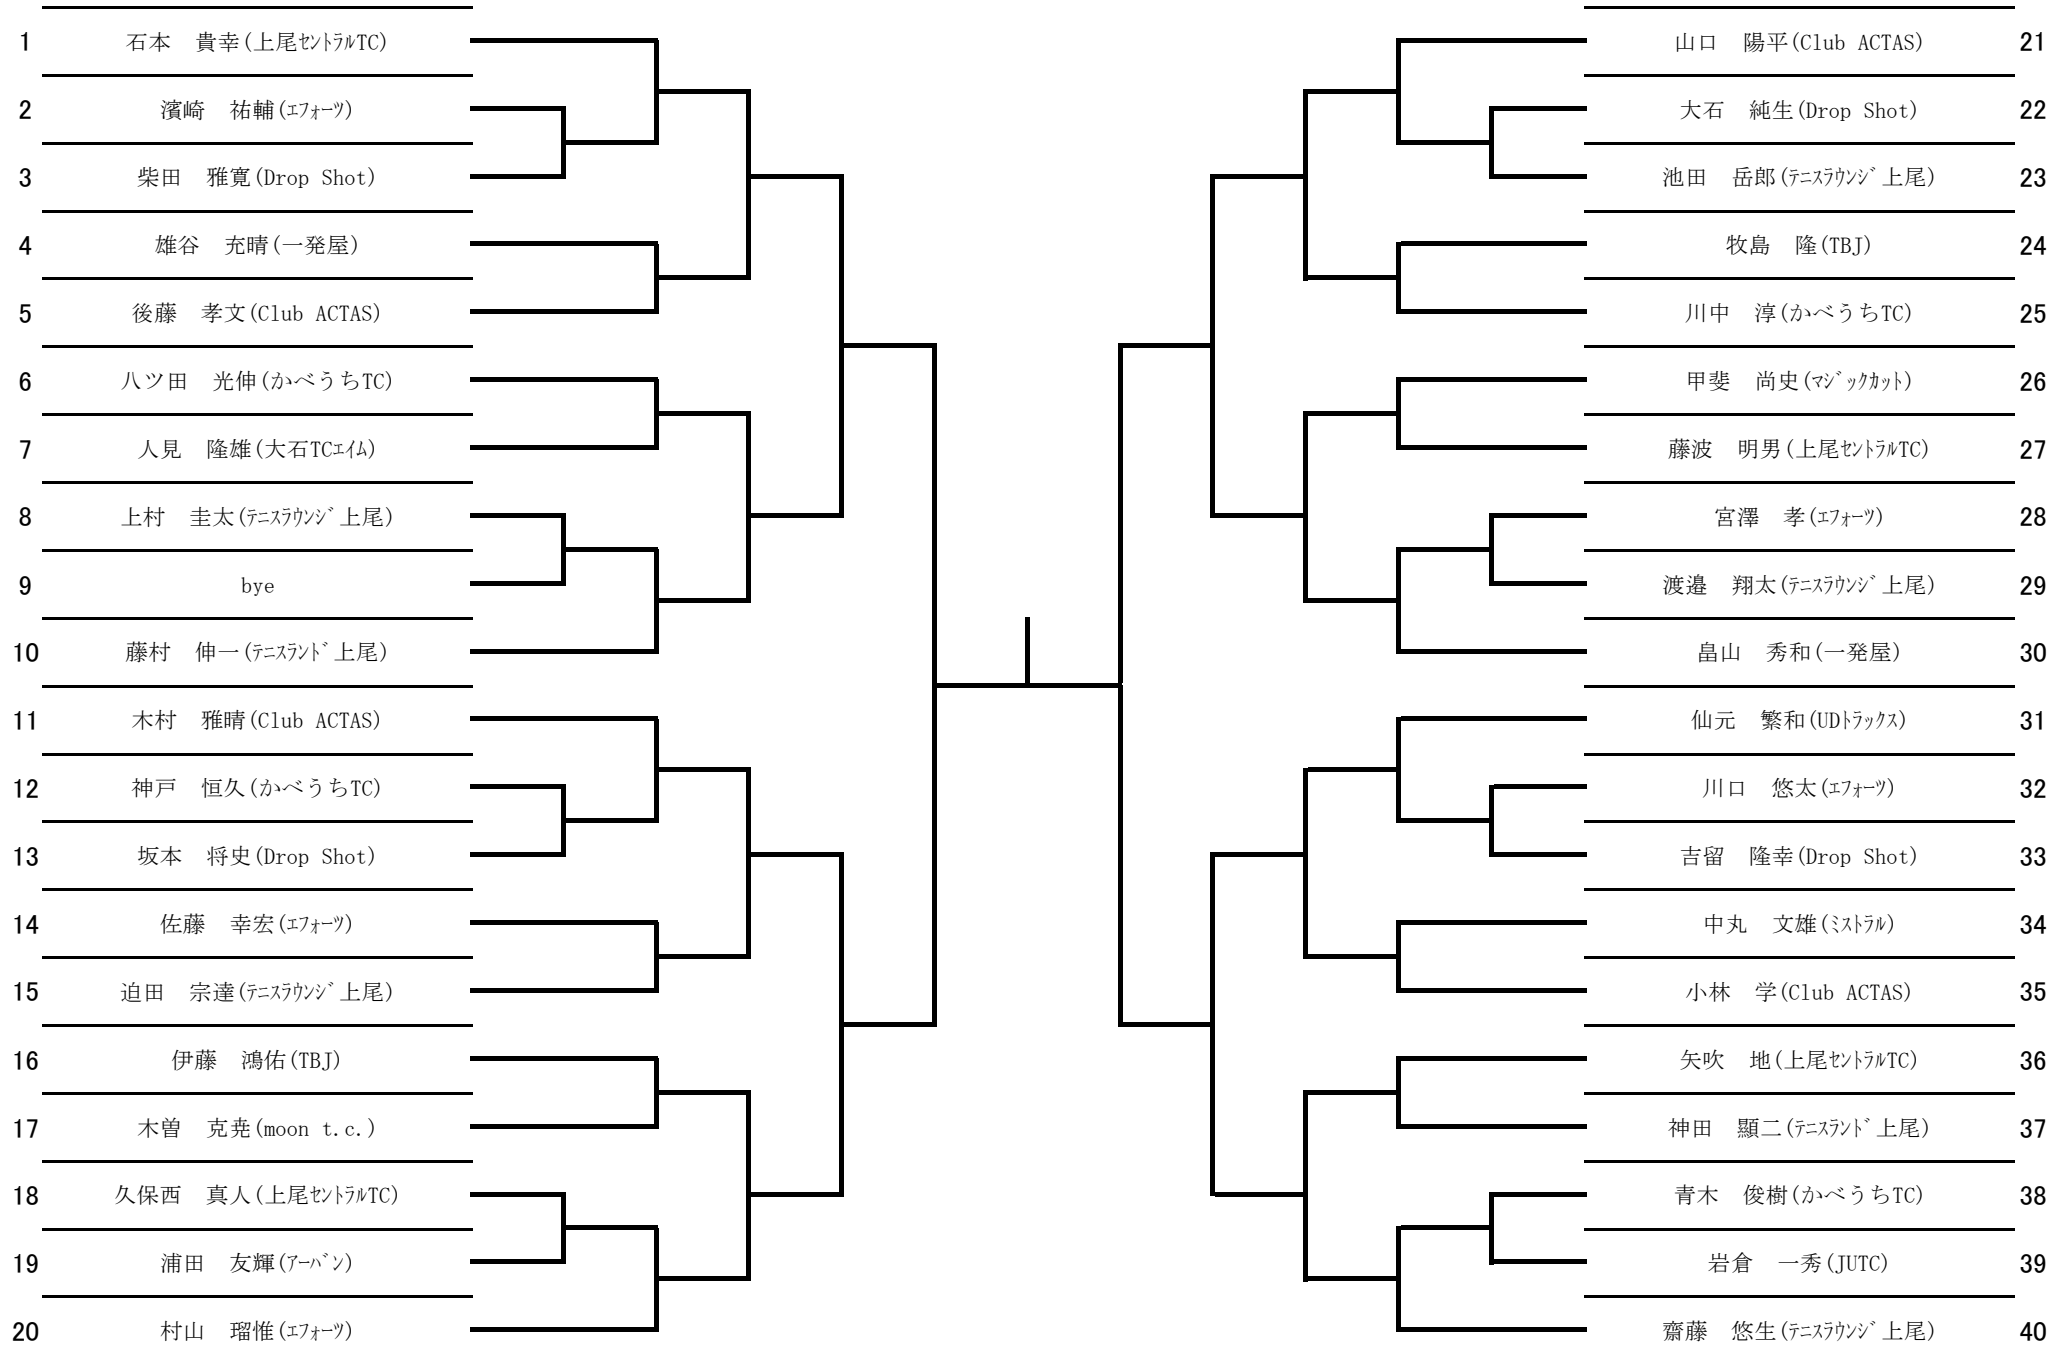 1 石本　貴幸(上尾ｾﾝﾄﾗﾙTC)
2 濱崎　祐輔(ｴﾌｫｰﾂ)
3 柴田　雅寛(Drop Shot)
4 雄谷　充晴(一発屋)
5 後藤　孝文(Club ACTAS)
6 八ツ田　光伸(かべうちTC)
7 人見　隆雄(大石TCｴｲﾑ)
8 上村　圭太(ﾃﾆｽﾗｳﾝｼﾞ上尾)
9 bye
10 藤村　伸一(ﾃﾆｽﾗﾝﾄﾞ上尾)
11 木村　雅晴(Club ACTAS)
12 神戸　恒久(かべうちTC)
13 坂本　将史(Drop Shot)
14 佐藤　幸宏(ｴﾌｫｰﾂ)
15 迫田　宗達(ﾃﾆｽﾗｳﾝｼﾞ上尾)
16 伊藤　鴻佑(TBJ)
17 木曽　克尭(moon t.c.)
18 久保西　真人(上尾ｾﾝﾄﾗﾙTC)
19 浦田　友輝(ｱｰﾊﾞﾝ)
20 村山　瑠惟(ｴﾌｫｰﾂ)
山口　陽平(Club ACTAS) 21
大石　純生(Drop Shot) 22
池田　岳郎(ﾃﾆｽﾗｳﾝｼﾞ上尾) 23
牧島　隆(TBJ) 24
川中　淳(かべうちTC) 25
甲斐　尚史(ﾏｼﾞｯｸｶｯﾄ) 26
藤波　明男(上尾ｾﾝﾄﾗﾙTC) 27
宮澤　孝(ｴﾌｫｰﾂ) 28
渡邉　翔太(ﾃﾆｽﾗｳﾝｼﾞ上尾) 29
畠山　秀和(一発屋) 30
仙元　繁和(UDﾄﾗｯｸｽ) 31
川口　悠太(ｴﾌｫｰﾂ) 32
吉留　隆幸(Drop Shot) 33
中丸　文雄(ﾐｽﾄﾗﾙ) 34
小林　学(Club ACTAS) 35
矢吹　地(上尾ｾﾝﾄﾗﾙTC) 36
神田　顯二(ﾃﾆｽﾗﾝﾄﾞ上尾) 37
青木　俊樹(かべうちTC) 38
岩倉　一秀(JUTC) 39
齋藤　悠生(ﾃﾆｽﾗｳﾝｼﾞ上尾) 40